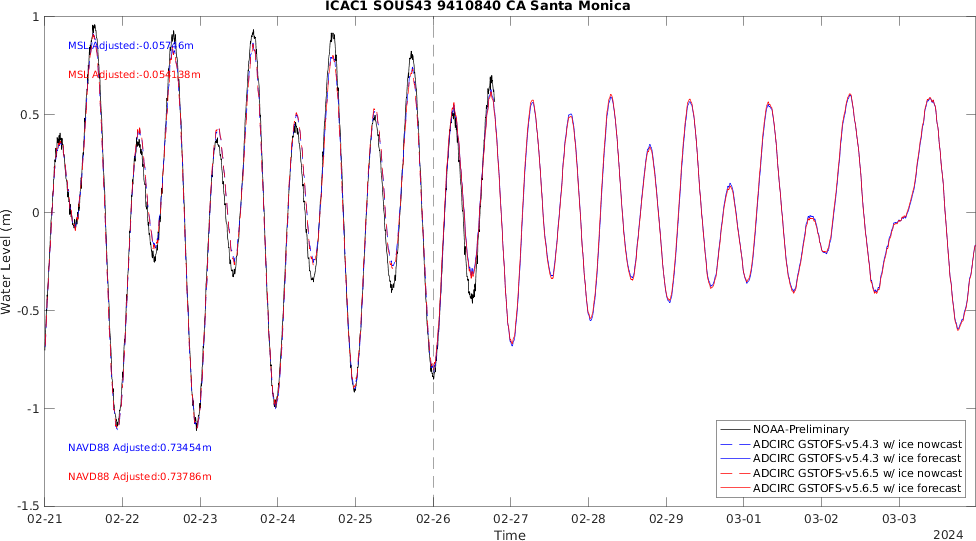 ICAC1 SOUS43 9410840 CA Santa Monica
1
MSL Adjusted:-0.05746m
MSL Adjusted:-0.054138m
0.5
0
Water Level (m)
-0.5
-1
NAVD88 Adjusted:0.73454m
NAVD88 Adjusted:0.73786m
-1.5
NOAA-Preliminary
ADCIRC GSTOFS-v5.4.3 w/ ice nowcast
ADCIRC GSTOFS-v5.4.3 w/ ice forecast
ADCIRC GSTOFS-v5.6.5 w/ ice nowcast
ADCIRC GSTOFS-v5.6.5 w/ ice forecast
02-21 02-22 02-23 02-24 02-25 02-26 02-27 02-28 02-29 03-01 03-02 03-03
Time
2024